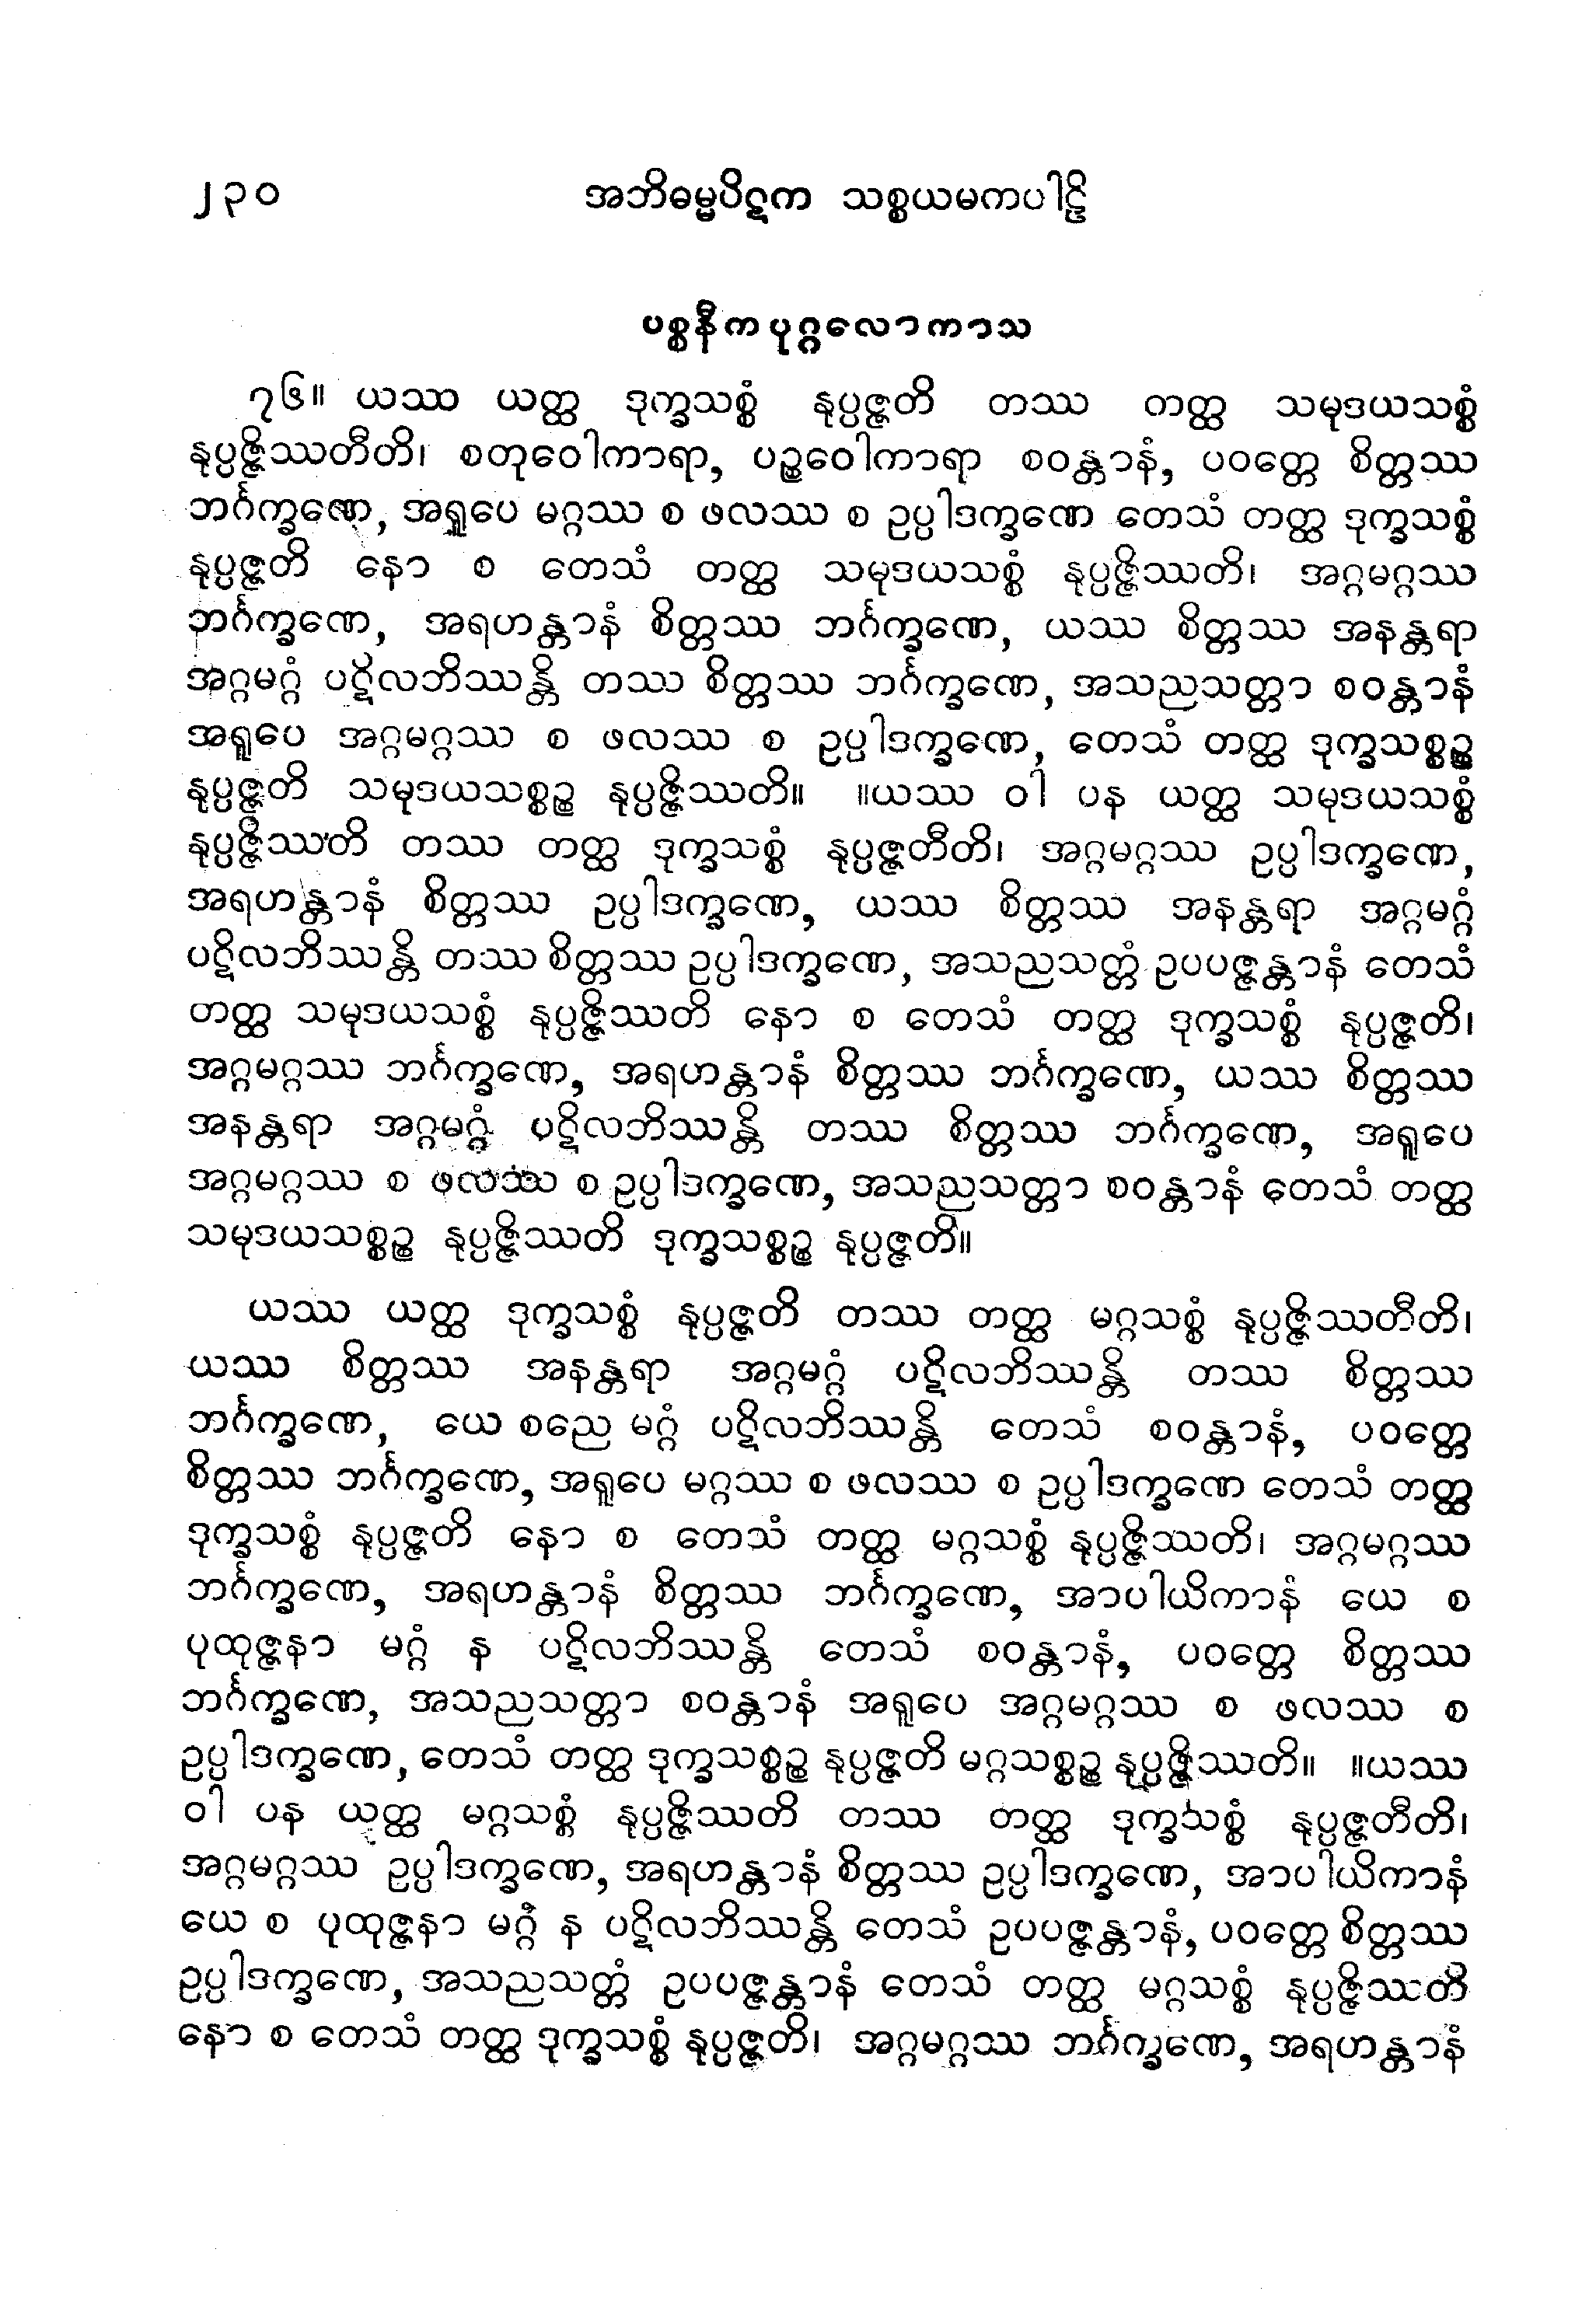 ၂၃၀ အဘိဓမ္မပိဋက သစ္စယမကပါဠိ
ပစ္စနီကပုဂ္ဂလောကာသ
၇၆။ ယဿ ယတ္ထ ဒုက္ခသစ္စံ နုပ္ပဇ္ဇတိ တဿ တတ္ထ သမုဒယသစ္စံ
နုပ္ပဇ္ဇိဿတီတိ၊ စတုဝေါကာရာ, ပဉ္စဝေါကာရာ စဝန္တာနံ, ပဝတ္တေ စိတ္တဿ
ဘင်္ဂက္ခဏေ, အရူပေ မဂ္ဂဿ စ ဖလဿ စ ဥပ္ပါဒက္ခဏေ တေသံ တတ္ထ ဒုက္ခသစ္စံ
နုပ္ပဇ္ဇတိ နော စ တေသံ တတ္ထ သမုဒယသစ္စံ နုပ္ပဇ္ဇိဿတိ၊ အဂ္ဂမဂ္ဂဿ
ဘင်္ဂက္ခဏေ, အရဟန္တာနံ စိတ္တဿ ဘင်္ဂက္ခဏေ, ယဿ စိတ္တဿ အနန္တရာ
အဂ္ဂမဂ္ဂံ ပဋိလဘိဿန္တိ တဿ စိတ္တဿ ဘင်္ဂက္ခဏေ, အသညသတ္တာ စဝန္တာနံ
အရူပေ အဂ္ဂမဂ္ဂဿ စ ဖလဿ စ ဥပ္ပါဒက္ခဏေ, တေသံ တတ္ထ ဒုက္ခသစ္စဉ္စ
နုပ္ပဇ္ဇတိ သမုဒယသစ္စဉ္စ နုပ္ပဇ္ဇိဿတိ။ ။ယဿ ဝါ ပန ယတ္ထ သမုဒယသစ္စံ
နုပ္ပဇ္ဇိဿတိ တဿ တတ္ထ ဒုက္ခသစ္စံ နုပ္ပဇ္ဇတီတိ၊ အဂ္ဂမဂ္ဂဿ ဥပ္ပါဒက္ခဏေ,
အရဟန္တာနံ စိတ္တဿ ဥပ္ပါဒက္ခဏေ, ယဿ စိတ္တဿ အနန္တရာ အဂ္ဂမဂ္ဂံ
ပဋိလဘိဿန္တိ တဿ စိတ္တဿ ဥပ္ပါဒက္ခဏေ, အသညသတ္တံ ဥပပဇ္ဇန္တာနံ တေသံ
တတ္ထ သမုဒယသစ္စံ နုပ္ပဇ္ဇိဿတိ နော စ တေသံ တတ္ထ ဒုက္ခသစ္စံ နုပ္ပဇ္ဇတိ၊
အဂ္ဂမဂ္ဂဿ ဘင်္ဂက္ခဏေ, အရဟန္တာနံ စိတ္တဿ ဘင်္ဂက္ခဏေ, ယဿ စိတ္တဿ
အနန္တရာ အဂ္ဂမဂ္ဂံ ပဋိလဘိဿန္တိ တဿ စိတ္တဿ ဘင်္ဂက္ခဏေ, အရူပေ
အဂ္ဂမဂ္ဂဿ စ ဖလဿ စ ဥပ္ပါဒက္ခဏေ, အသညသတ္တာ စဝန္တာနံ တေသံ တတ္ထ
သမုဒယသစ္စဉ္စ နုပ္ပဇ္ဇိဿတိ ဒုက္ခသစ္စဉ္စ နုပ္ပဇ္ဇတိ။
ယဿ ယတ္ထ ဒုက္ခသစ္စံ နုပ္ပဇ္ဇတိ တဿ တတ္ထ မဂ္ဂသစ္စံ နုပ္ပဇ္ဇိဿတီတိ၊
ယဿ စိတ္တဿ အနန္တရာ အဂ္ဂမဂ္ဂံ ပဋိလဘိဿန္တိ တဿ စိတ္တဿ
ဘင်္ဂက္ခဏေ, ယေ စညေ မဂ္ဂံ ပဋိလဘိဿန္တိ တေသံ စဝန္တာနံ, ပဝတ္တေ
စိတ္တဿ ဘင်္ဂက္ခဏေ, အရူပေ မဂ္ဂဿ စ ဖလဿ စ ဥပ္ပါဒက္ခဏေ တေသံ တတ္ထ
ဒုက္ခသစ္စံ နုပ္ပဇ္ဇတိ နော စ တေသံ တတ္ထ မဂ္ဂသစ္စံ နုပ္ပဇ္ဇိဿတိ၊ အဂ္ဂမဂ္ဂဿ
ဘင်္ဂက္ခဏေ, အရဟန္တာနံ စိတ္တဿ ဘင်္ဂက္ခဏေ, အာပါယိကာနံ ယေ စ
ပုထုဇ္ဇနာ မဂ္ဂံ န ပဋိလဘိဿန္တိ တေသံ စဝန္တာနံ, ပဝတ္တေ စိတ္တဿ
ဘင်္ဂက္ခဏေ, အသညသတ္တာ စဝန္တာနံ အရူပေ အဂ္ဂမဂ္ဂဿ စ ဖလဿ စ
ဥပ္ပါဒက္ခဏေ, တေသံ တတ္ထ ဒုက္ခသစ္စဉ္စ နုပ္ပဇ္ဇတိ မဂ္ဂသစ္စဉ္စ နုပ္ပဇ္ဇိဿတိ။ ။ယဿ
ဝါ ပန ယတ္ထ မဂ္ဂသစ္စံ နုပ္ပဇ္ဇိဿတိ တဿ တတ္ထ ဒုက္ခသစ္စံ နုပ္ပဇ္ဇတီတိ၊
အဂ္ဂမဂ္ဂဿ ဥပ္ပါဒက္ခဏေ, အရဟန္တာနံ စိတ္တဿ ဥပ္ပါဒက္ခဏေ, အာပါယိကာနံ
ယေ စ ပုထုဇ္ဇနာ မဂ္ဂံ န ပဋိလဘိဿန္တိ တေသံ ဥပပဇ္ဇန္တာနံ, ပဝတ္တေ စိတ္တဿ
ဥပ္ပါဒက္ခဏေ, အသညသတ္တံ ဥပပဇ္ဇန္တာနံ တေသံ တတ္ထ မဂ္ဂသစ္စံ နုပ္ပဇ္ဇိဿတိ
နော စ တေသံ တတ္ထ ဒုက္ခသစ္စံ နုပ္ပဇ္ဇတိ၊ အဂ္ဂမဂ္ဂဿ ဘင်္ဂက္ခဏေ, အရဟန္တာနံ